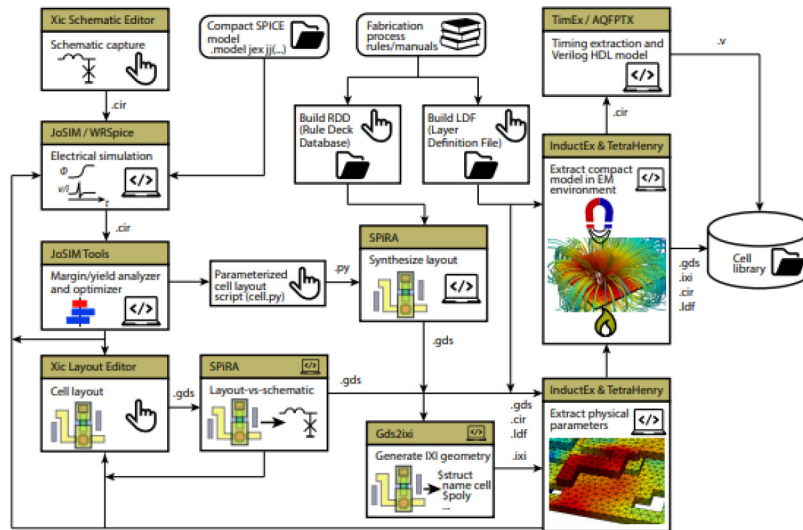 Xic Schematic Editor
Schematic capture
.cir
JoSIM / WRSpice
Electrical simulation
Φ
v/I
t
.cir
JoSIM Tools
Margin/yield analyzer
and optimizer
Xic Layout Editor
Cell layout
.gds
SPiRA
Layout-vs-schematic
.gds
Compact SPICE
model
.model jex jj(...)
Fabrication
process
rules/manuals
Build RDD
(Rule Deck
Database)
Build LDF
(Layer
Definition File)
Parameterized
cell layout
script (cell.py)
.py
SPiRA
Synthesize layout
.gds
Gds2ixi
Generate IXI geometry
$struct
name cell
$poly
...
.ixi
.gds
.cir
.ldf
TimEx / AQFPTX
Timing extraction and
Verilog HDL model
.v
.cir
InductEx & TetraHenry
Extract compact
model in EM
environment
.gds
.ixi
.cir
.ldf
Cell
library
InductEx & TetraHenry
Extract physical
parameters